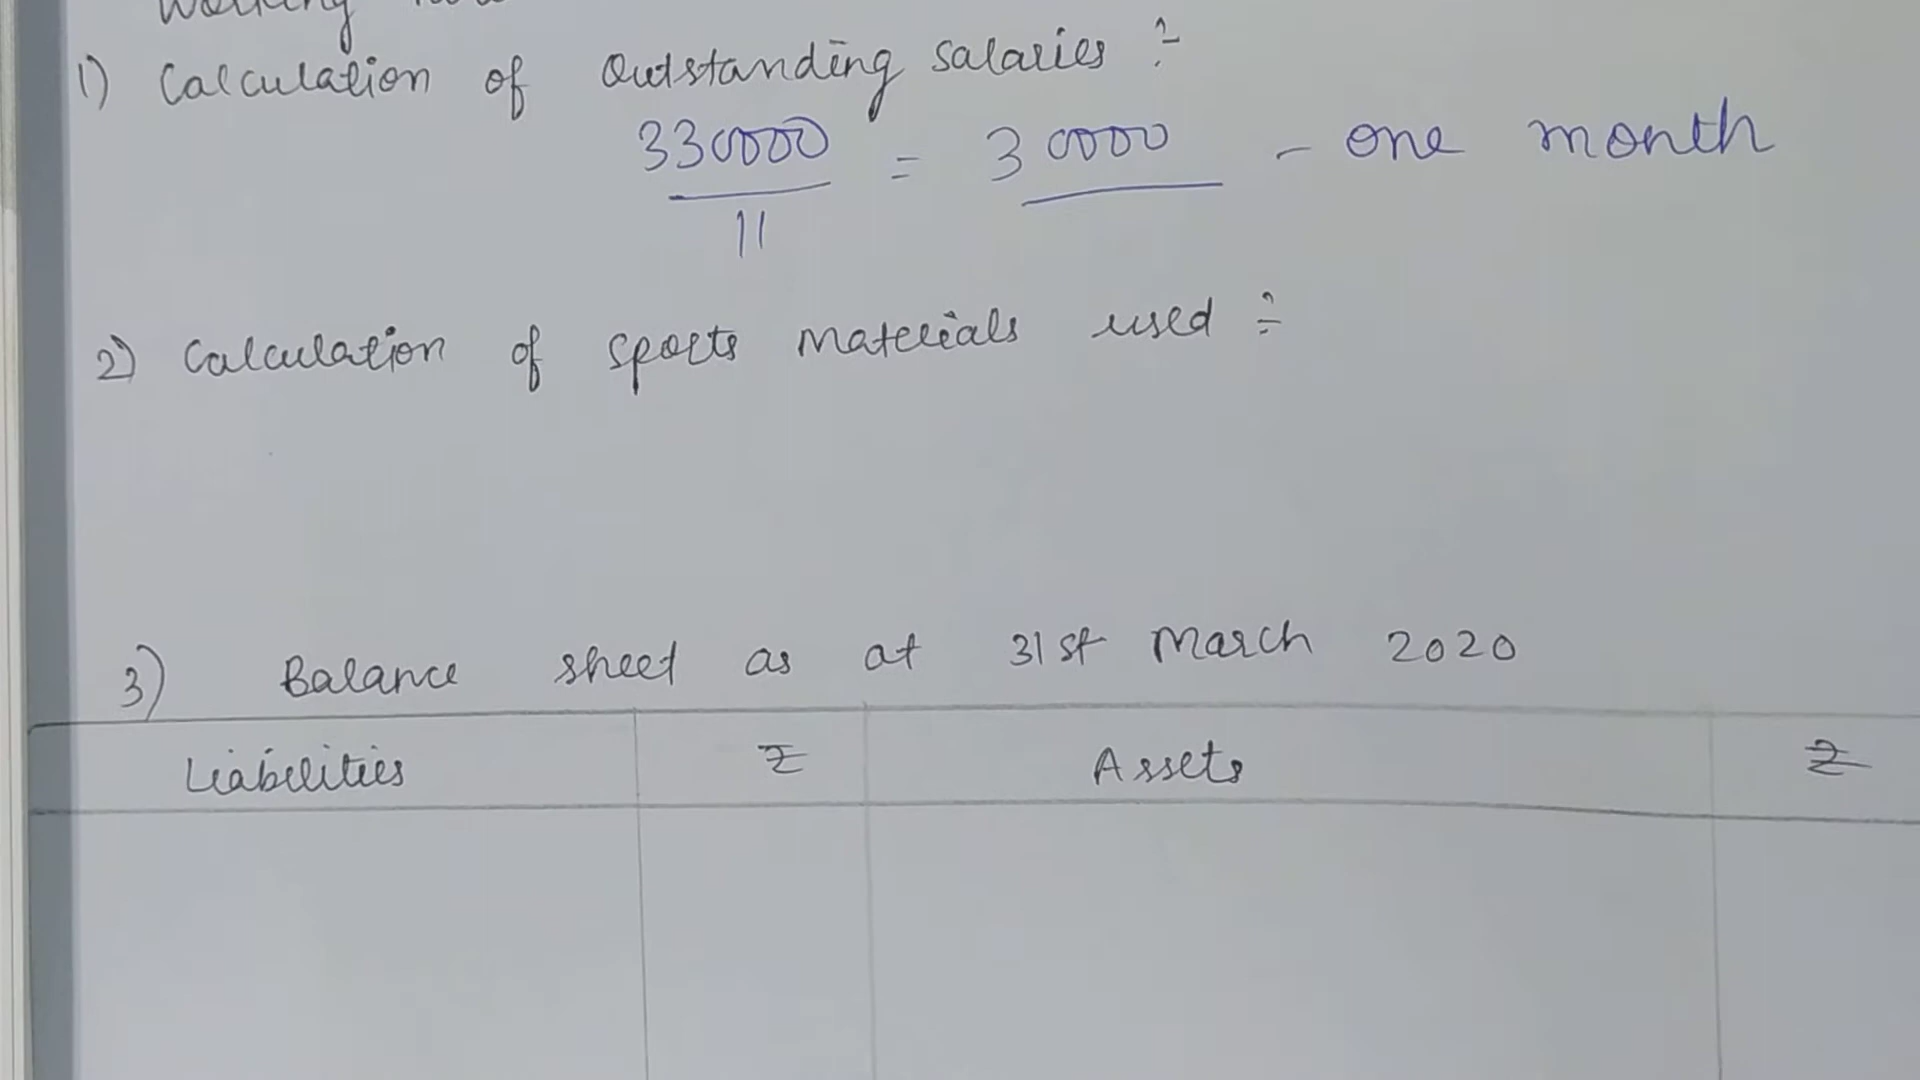 Working
1) Calculation of Outstanding salaries :-
330000 = 30000 - one month
11
2) Calculation of sports materials used :-
3) Balance sheet as at 31st March 2020
Liabilities ₹ Assets ₹